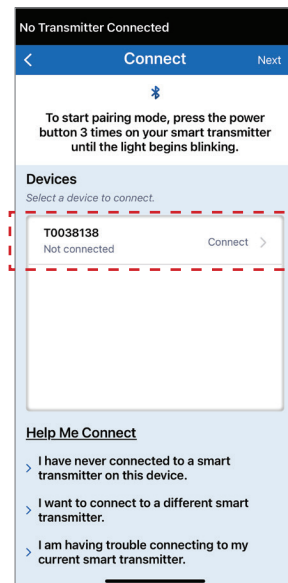 No Transmitter Connected
Connect Next
To start pairing mode, press the power
button 3 times on your smart transmitter
until the light begins blinking.
Devices
Select a device to connect.
T0038138
Not connected
Connect
Help Me Connect
I have never connected to a smart
transmitter on this device.
I want to connect to a different smart
transmitter.
I am having trouble connecting to my
current smart transmitter.